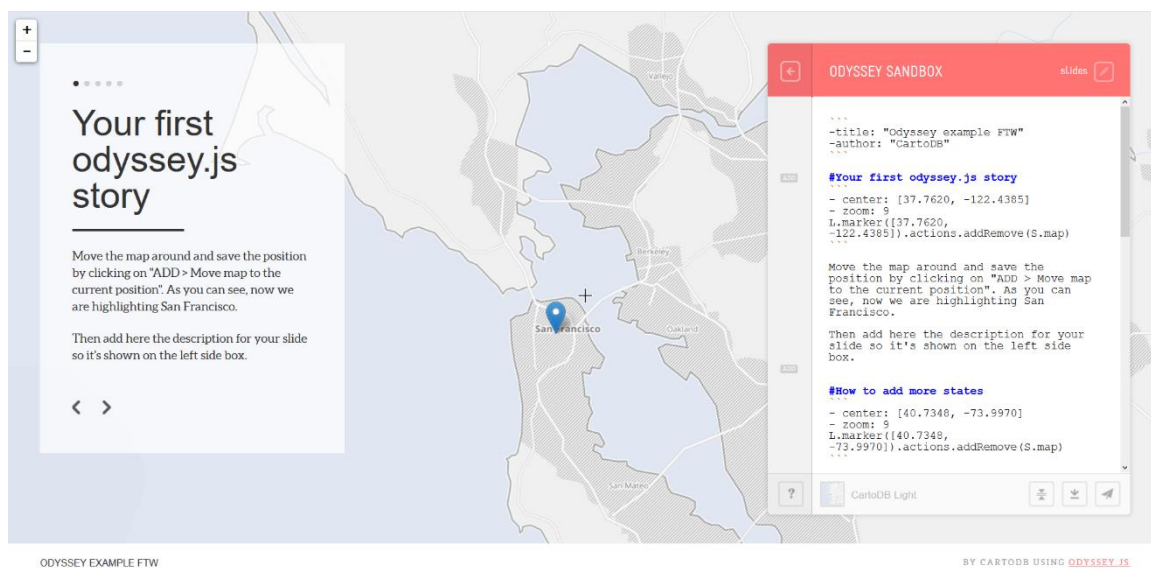 +
-
Your first
odyssey.js
story
Move the map around and save the position
by clicking on "ADD > Move map to the
current position". As you can see, now we
are highlighting San Francisco.
Then add here the description for your slide
so it's shown on the left side box.
Vallejo
Berkeley
San Francisco
Oakland
San Mateo
ODYSSEY SANDBOX
slides
```
-title: "Odyssey example FTW"
-author: "CartoDB"
```
ADD
#Your first odyssey.js story
```
- center: [37.7620, -122.4385]
- zoom: 9
L.marker([37.7620,
-122.4385]).actions.addRemove(S.map)
```
Move the map around and save the
position by clicking on "ADD > Move map
to the current position". As you can
see, now we are highlighting San
Francisco.
Then add here the description for your
slide so it's shown on the left side
box.
ADD
#How to add more states
```
- center: [40.7348, -73.9970]
- zoom: 9
L.marker([40.7348,
-73.9970]).actions.addRemove(S.map)
```
?
CartoDB Light
ODYSSEY EXAMPLE FTW
BY CARTODB USING ODYSSEY.JS